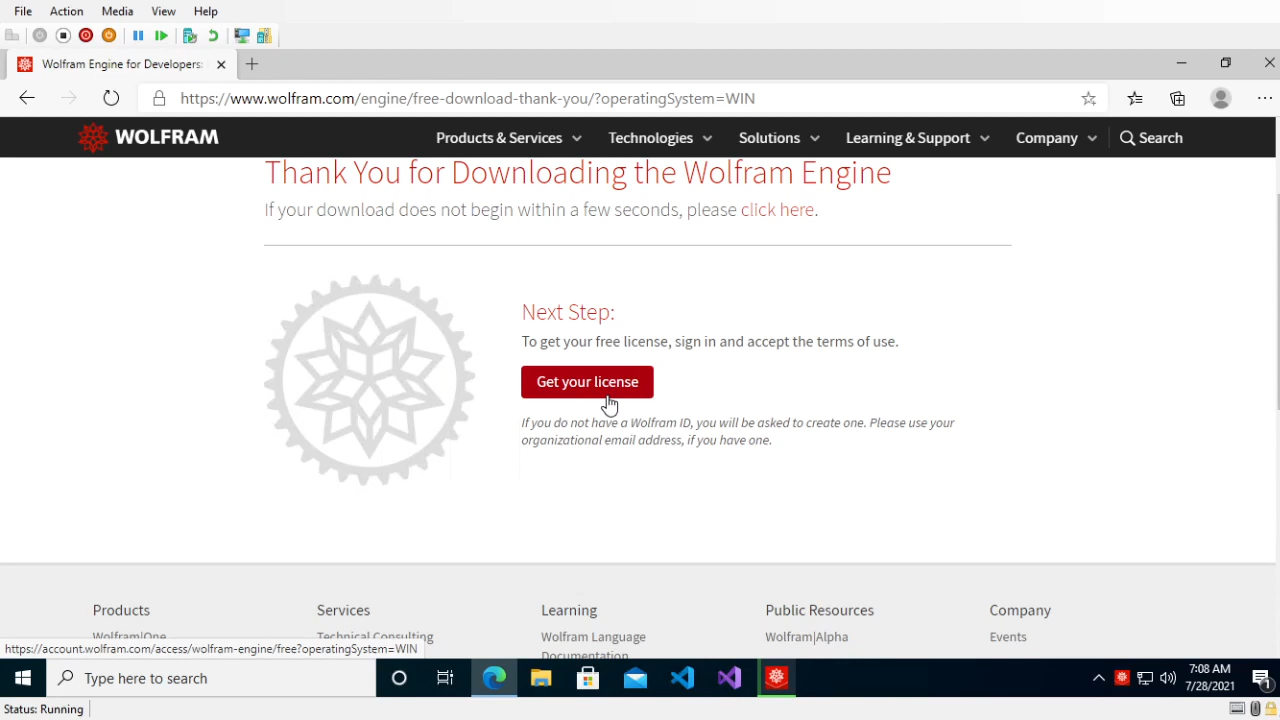 File Action Media View Help
Wolfram Engine for Developers:
https://www.wolfram.com/engine/free-download-thank-you/?operatingSystem=WIN
WOLFRAM Products & Services Technologies Solutions Learning & Support Company Search
Thank You for Downloading the Wolfram Engine
If your download does not begin within a few seconds, please click here.
Next Step:
To get your free license, sign in and accept the terms of use.
Get your license
If you do not have a Wolfram ID, you will be asked to create one. Please use your
organizational email address, if you have one.
Products Services Learning Public Resources Company
Wolfram|One Technical Consulting Wolfram Language Wolfram|Alpha Events
Documentation
https://account.wolfram.com/access/wolfram-engine/free?operatingSystem=WIN
Type here to search
7:08 AM
7/28/2021
1
Status: Running